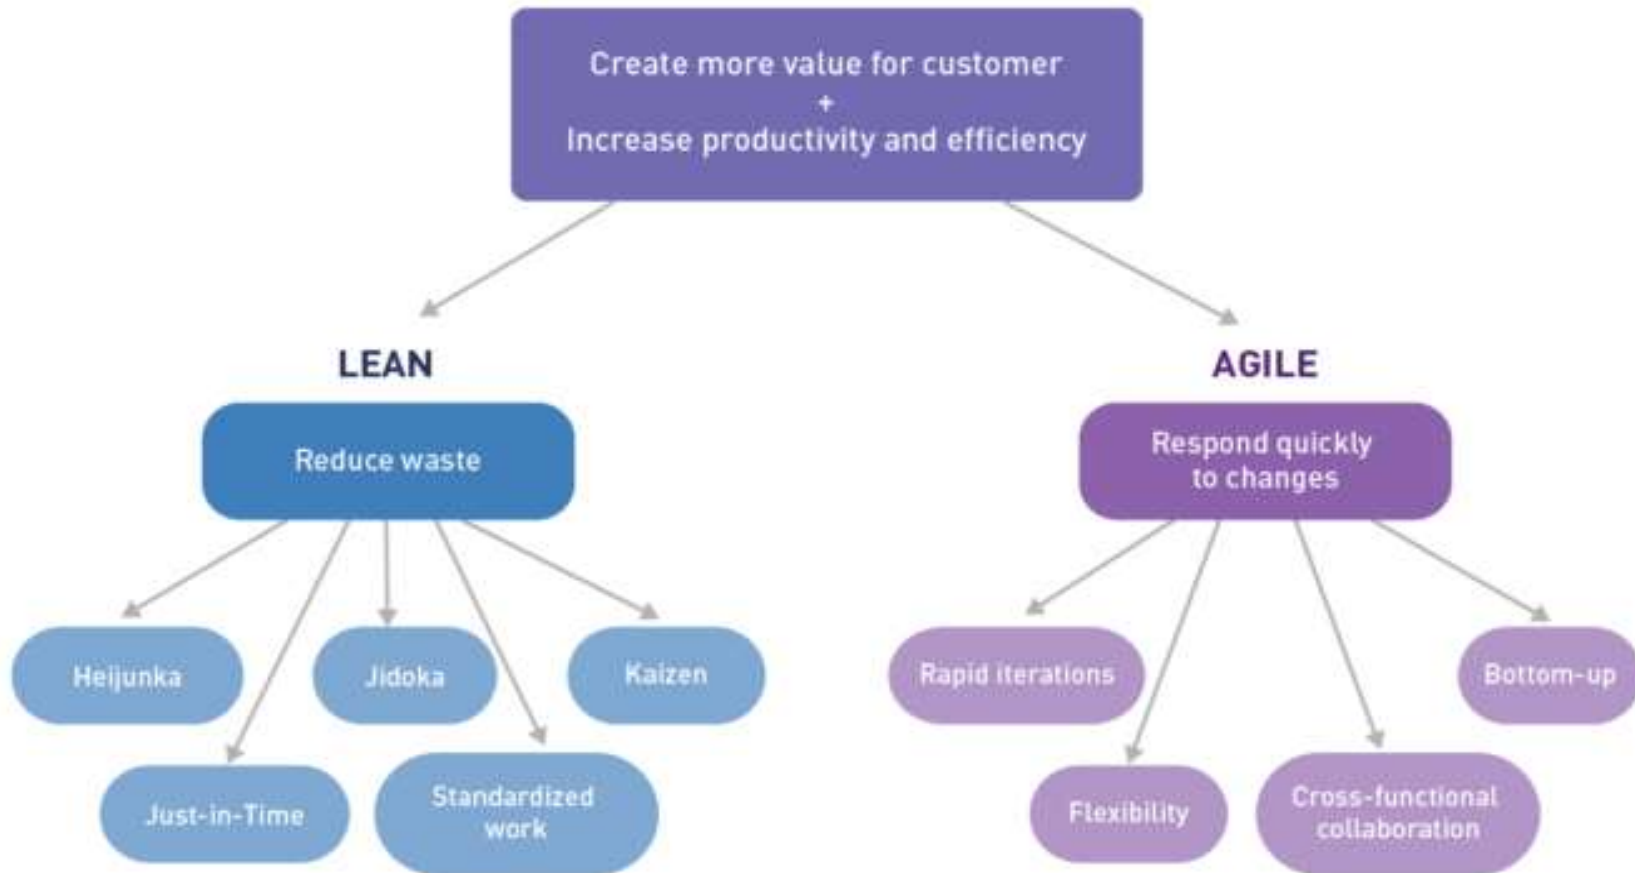 Create more value for customer
+
Increase productivity and efficiency
LEAN
AGILE
Reduce waste
Respond quickly
to changes
Heijunka
Jidoka
Kaizen
Just-in-Time
Standardized
work
Rapid iterations
Bottom-up
Flexibility
Cross-functional
collaboration